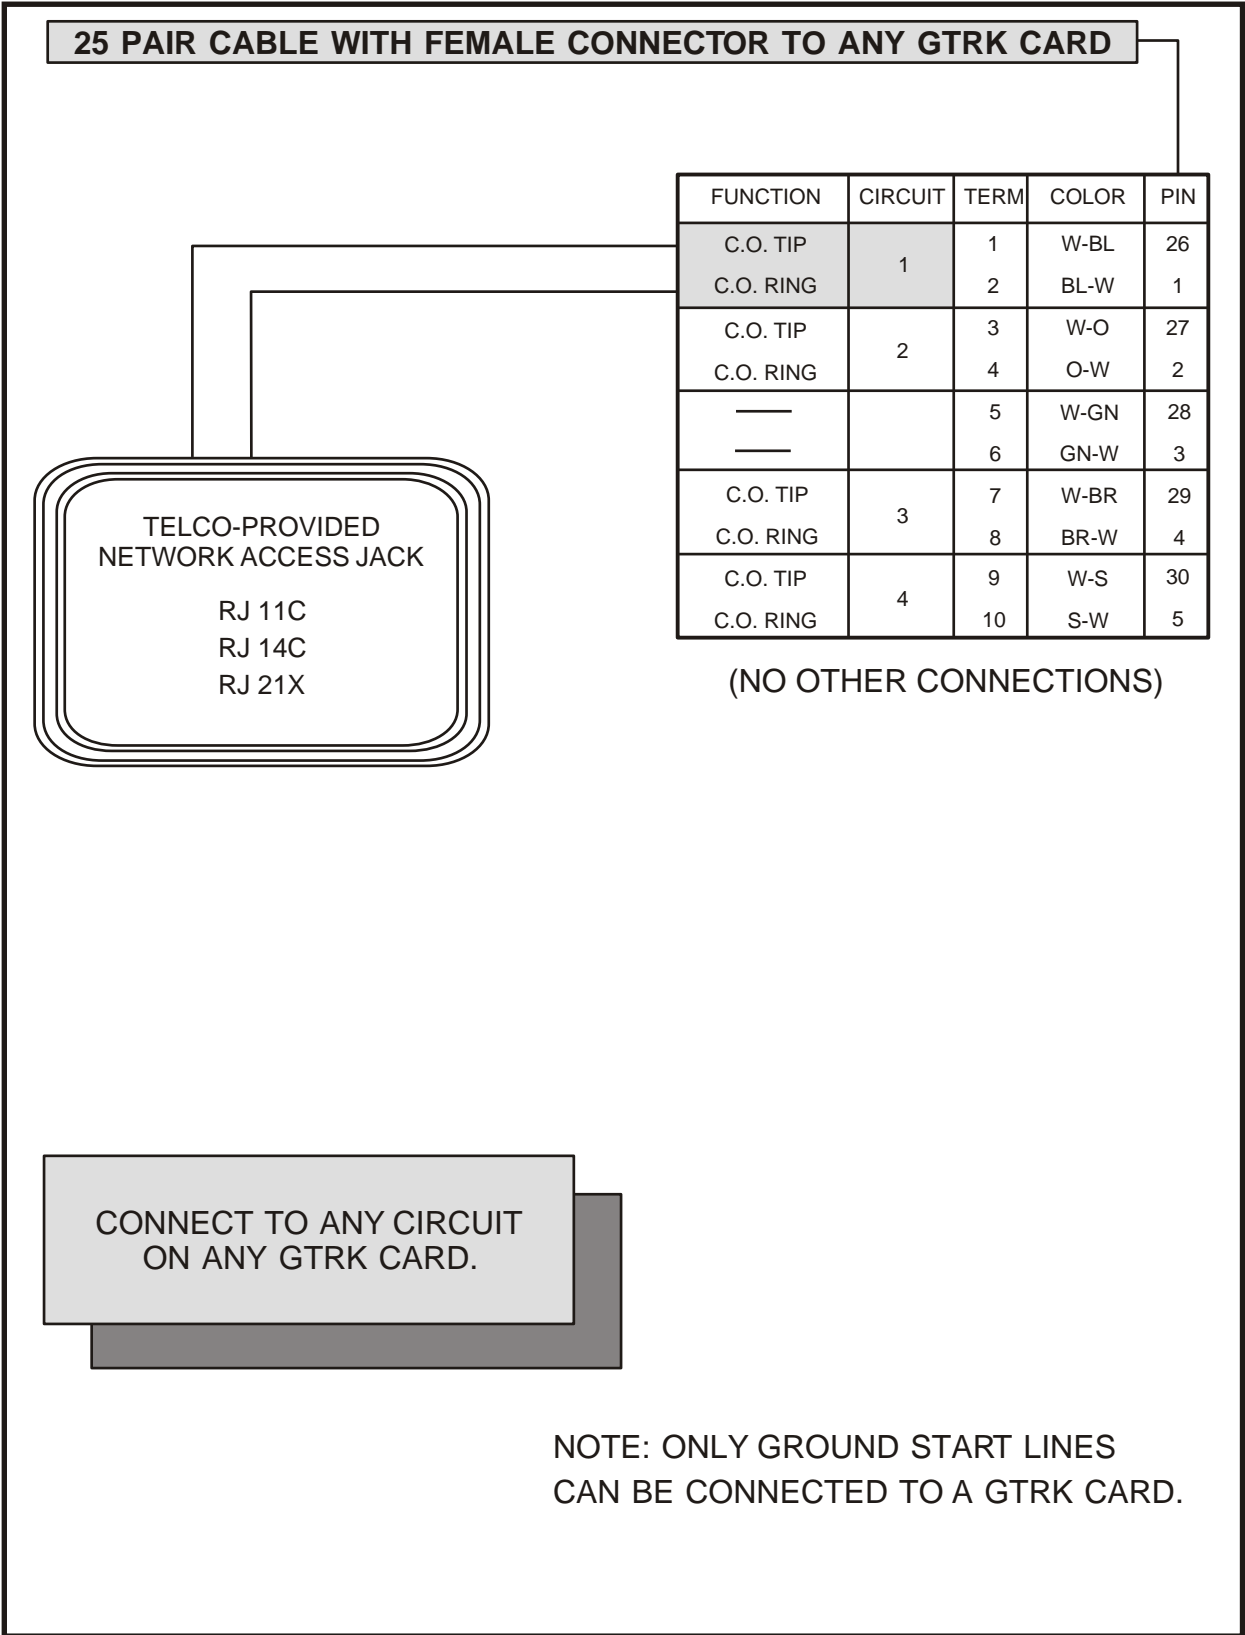 25 PAIR CABLE WITH FEMALE CONNECTOR TO ANY GTRK CARD
FUNCTION CIRCUIT TERM COLOR PIN
C.O. TIP 1 1 W-BL 26
C.O. RING 2 BL-W 1
C.O. TIP 2 3 W-O 27
C.O. RING 4 O-W 2
5 W-GN 28
6 GN-W 3
C.O. TIP 3 7 W-BR 29
C.O. RING 8 BR-W 4
C.O. TIP 4 9 W-S 30
C.O. RING 10 S-W 5
(NO OTHER CONNECTIONS)
TELCO-PROVIDED
NETWORK ACCESS JACK
RJ 11C
RJ 14C
RJ 21X
CONNECT TO ANY CIRCUIT
ON ANY GTRK CARD.
NOTE: ONLY GROUND START LINES
CAN BE CONNECTED TO A GTRK CARD.